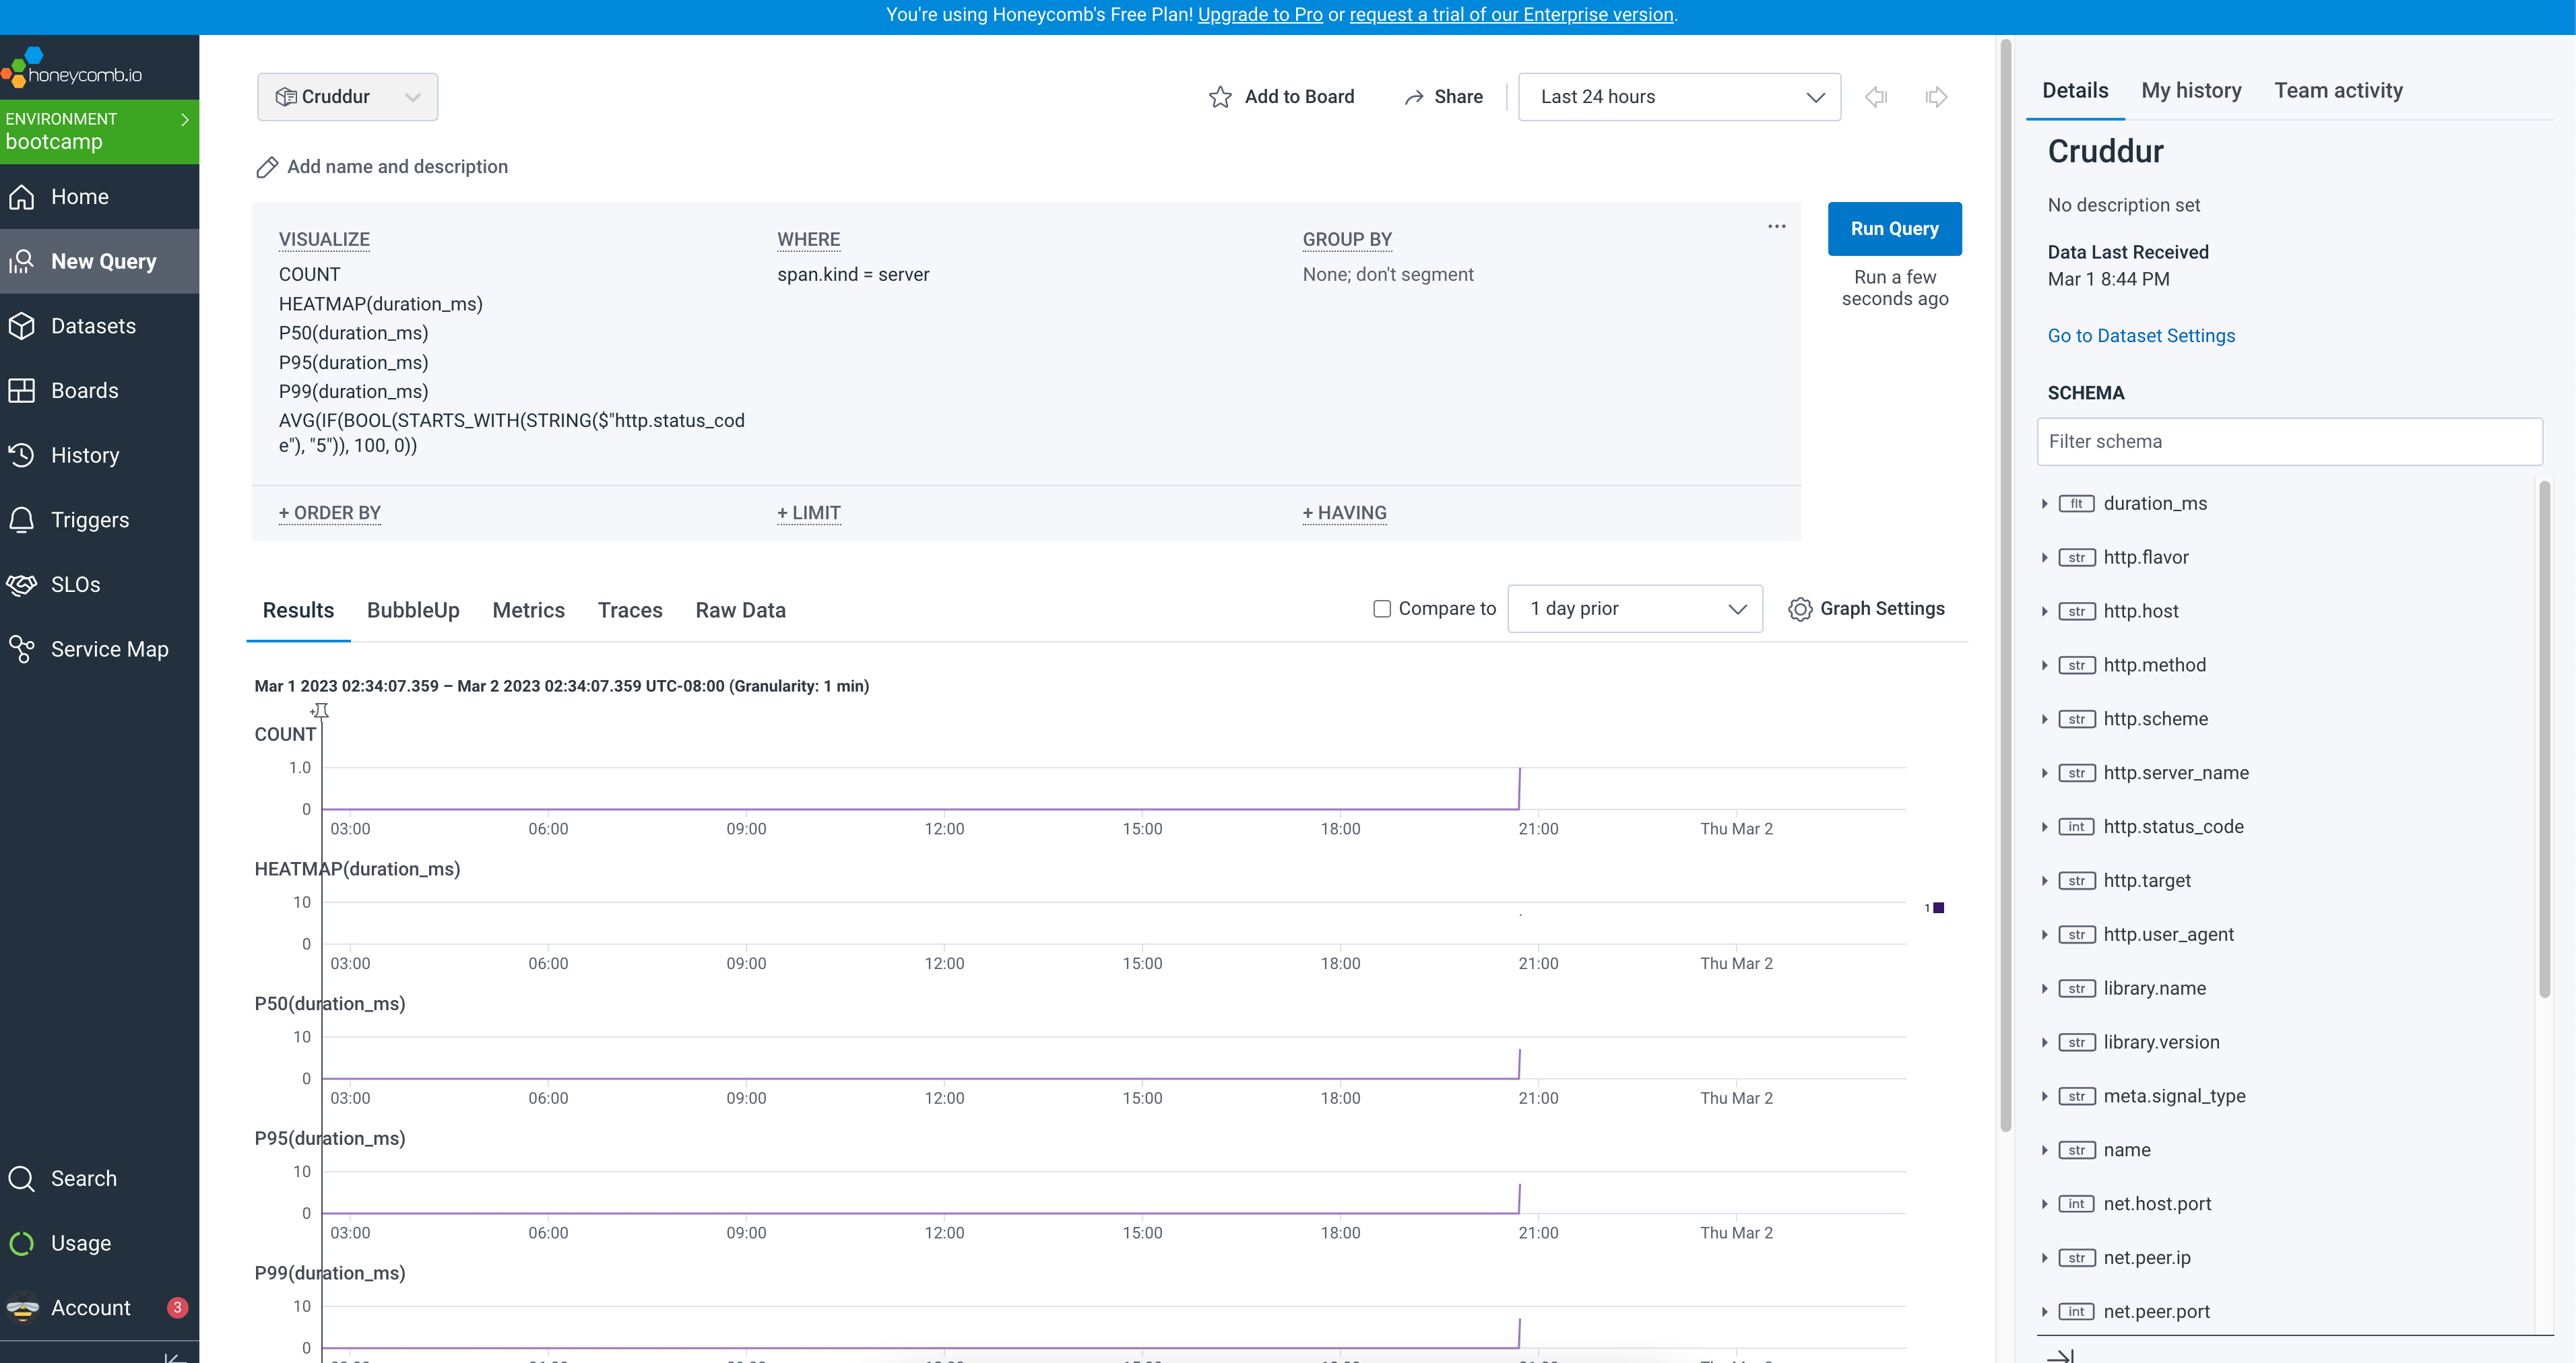 You're using Honeycomb's Free Plan! Upgrade to Pro or request a trial of our Enterprise version.
honeycomb.io
ENVIRONMENT
bootcamp
Home
New Query
Datasets
Boards
History
Triggers
SLOs
Service Map
Search
Usage
Account 3
Cruddur
Add to Board
Share
Last 24 hours
Add name and description
VISUALIZE
COUNT
HEATMAP(duration_ms)
P50(duration_ms)
P95(duration_ms)
P99(duration_ms)
AVG(IF(BOOL(STARTS_WITH(STRING($"http.status_cod
e"), "5")), 100, 0))
WHERE
span.kind = server
GROUP BY
None; don't segment
...
+ ORDER BY
+ LIMIT
+ HAVING
Run Query
Run a few
seconds ago
Results BubbleUp Metrics Traces Raw Data
Compare to 1 day prior
Graph Settings
Mar 1 2023 02:34:07.359 – Mar 2 2023 02:34:07.359 UTC-08:00 (Granularity: 1 min)
COUNT
1.0
0
03:00 06:00 09:00 12:00 15:00 18:00 21:00 Thu Mar 2
HEATMAP(duration_ms)
10
1
0
03:00 06:00 09:00 12:00 15:00 18:00 21:00 Thu Mar 2
P50(duration_ms)
10
0
03:00 06:00 09:00 12:00 15:00 18:00 21:00 Thu Mar 2
P95(duration_ms)
10
0
03:00 06:00 09:00 12:00 15:00 18:00 21:00 Thu Mar 2
P99(duration_ms)
10
0
Details My history Team activity
Cruddur
No description set
Data Last Received
Mar 1 8:44 PM
Go to Dataset Settings
SCHEMA
Filter schema
flt duration_ms
str http.flavor
str http.host
str http.method
str http.scheme
str http.server_name
int http.status_code
str http.target
str http.user_agent
str library.name
str library.version
str meta.signal_type
str name
int net.host.port
str net.peer.ip
int net.peer.port